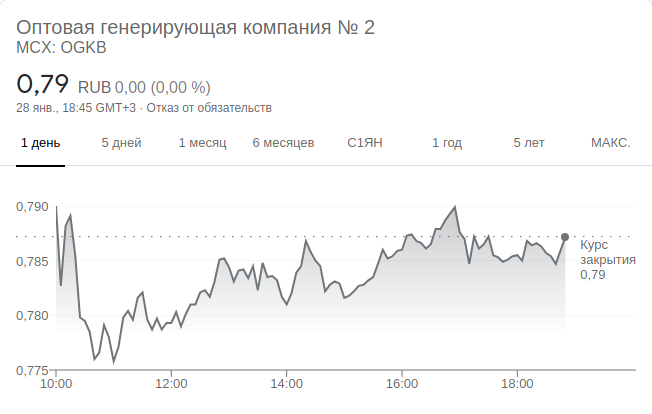 Оптовая генерирующая компания № 2
MCX: OGKB
0,79 RUB 0,00 (0,00 %)
28 янв., 18:45 GMT+3 · Отказ от обязательств
1 день 5 дней 1 месяц 6 месяцев С1ЯН 1 год 5 лет МАКС.
0,790
0,785
0,780
0,775
Курс
закрытия
0,79
10:00 12:00 14:00 16:00 18:00